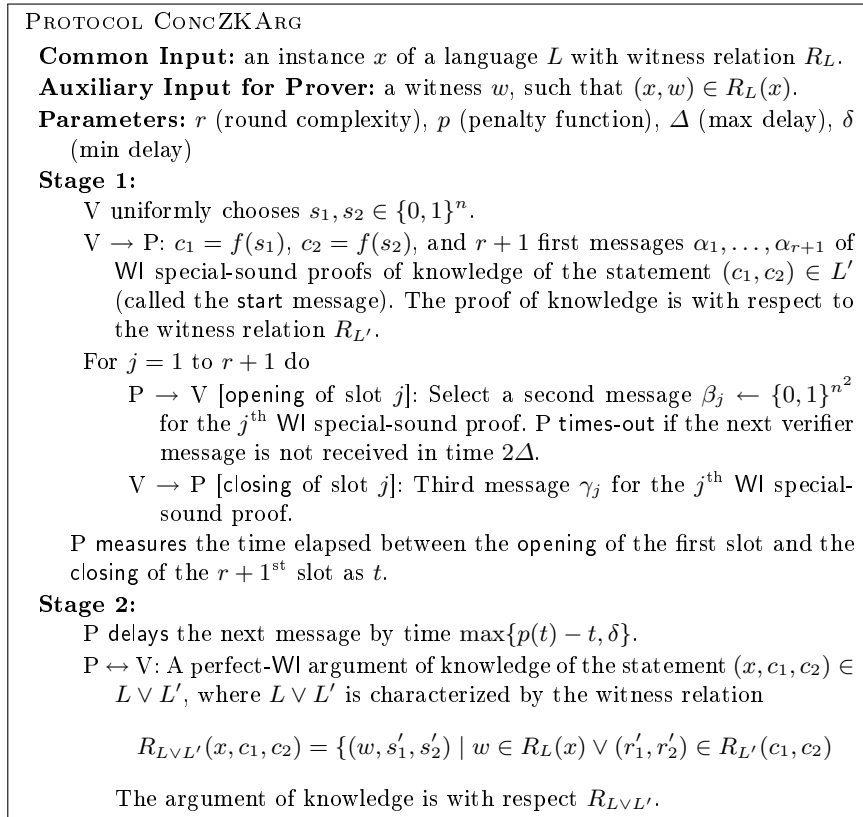 PROTOCOL CONCZKARG
Common Input: an instance x of a language L with witness relation R_L.
Auxiliary Input for Prover: a witness w, such that (x, w) ∈ R_L(x).
Parameters: r (round complexity), p (penalty function), Δ (max delay), δ
(min delay)
Stage 1:
V uniformly chooses s_1, s_2 ∈ {0, 1}^n.
V → P: c_1 = f(s_1), c_2 = f(s_2), and r + 1 first messages α_1, . . . , α_{r+1} of
WI special-sound proofs of knowledge of the statement (c_1, c_2) ∈ L′
(called the start message). The proof of knowledge is with respect to
the witness relation R_{L′}.
For j = 1 to r + 1 do
P → V [opening of slot j]: Select a second message β_j ← {0, 1}^{n^2}
for the j^th WI special-sound proof. P times-out if the next verifier
message is not received in time 2Δ.
V → P [closing of slot j]: Third message γ_j for the j^th WI special-
sound proof.
P measures the time elapsed between the opening of the first slot and the
closing of the r + 1^st slot as t.
Stage 2:
P delays the next message by time max{p(t) − t, δ}.
P ↔ V: A perfect-WI argument of knowledge of the statement (x, c_1, c_2) ∈
L ∨ L′, where L ∨ L′ is characterized by the witness relation
R_{L∨L′}(x, c_1, c_2) = {(w, s′_1, s′_2) | w ∈ R_L(x) ∨ (r′_1, r′_2) ∈ R_{L′}(c_1, c_2)
The argument of knowledge is with respect R_{L∨L′}.